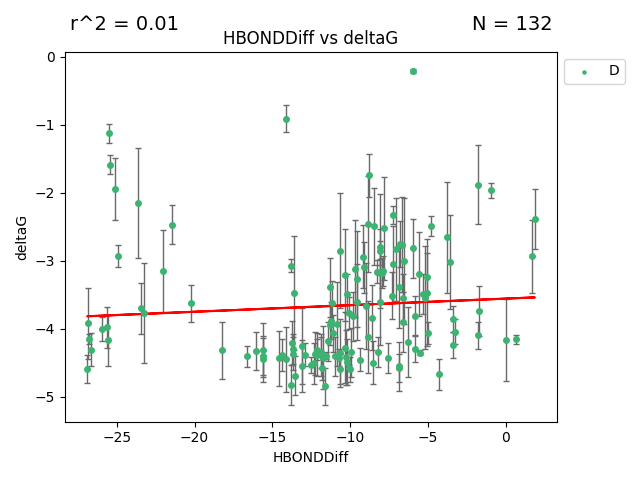 r^2 = 0.01
N = 132
HBONDDiff vs deltaG
D
0
−1
−2
−3
−4
−5
deltaG
−25
−20
−15
−10
−5
0
HBONDDiff